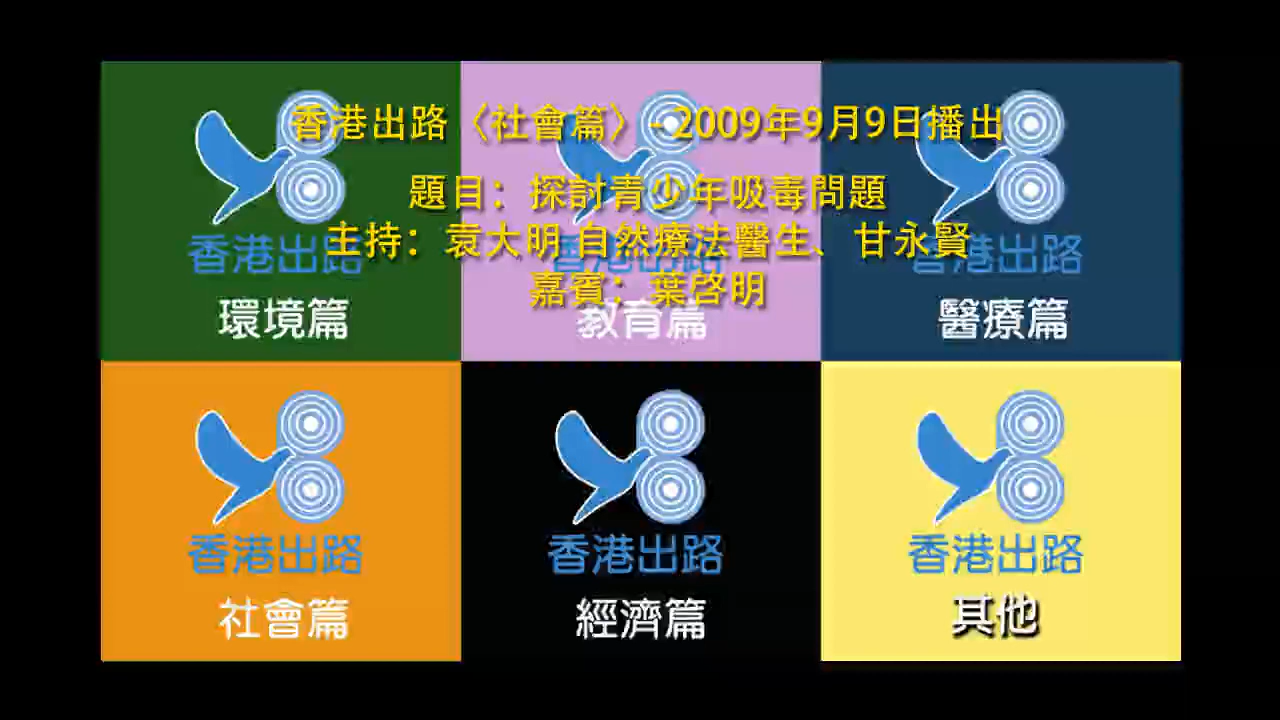 香港出路〈社會篇〉- 2009年9月9日播出
題目：探討青少年吸毒問題
主持：袁大明 自然療法醫生、甘永賢
嘉賓：葉啓明
香港出路
環境篇
香港出路
教育篇
香港出路
醫療篇
香港出路
社會篇
香港出路
經濟篇
香港出路
其他